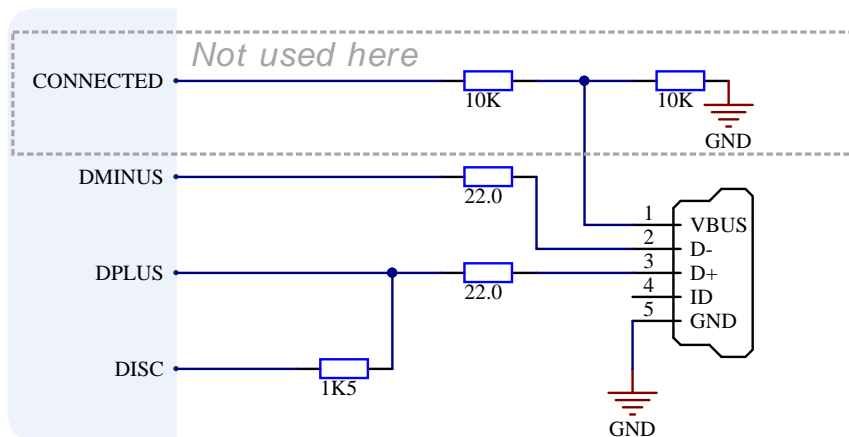 Not used here
CONNECTED
10K
10K
GND
DMINUS
22.0
1 VBUS
2 D-
DPLUS
22.0
3 D+
4 ID
5 GND
DISC
1K5
GND